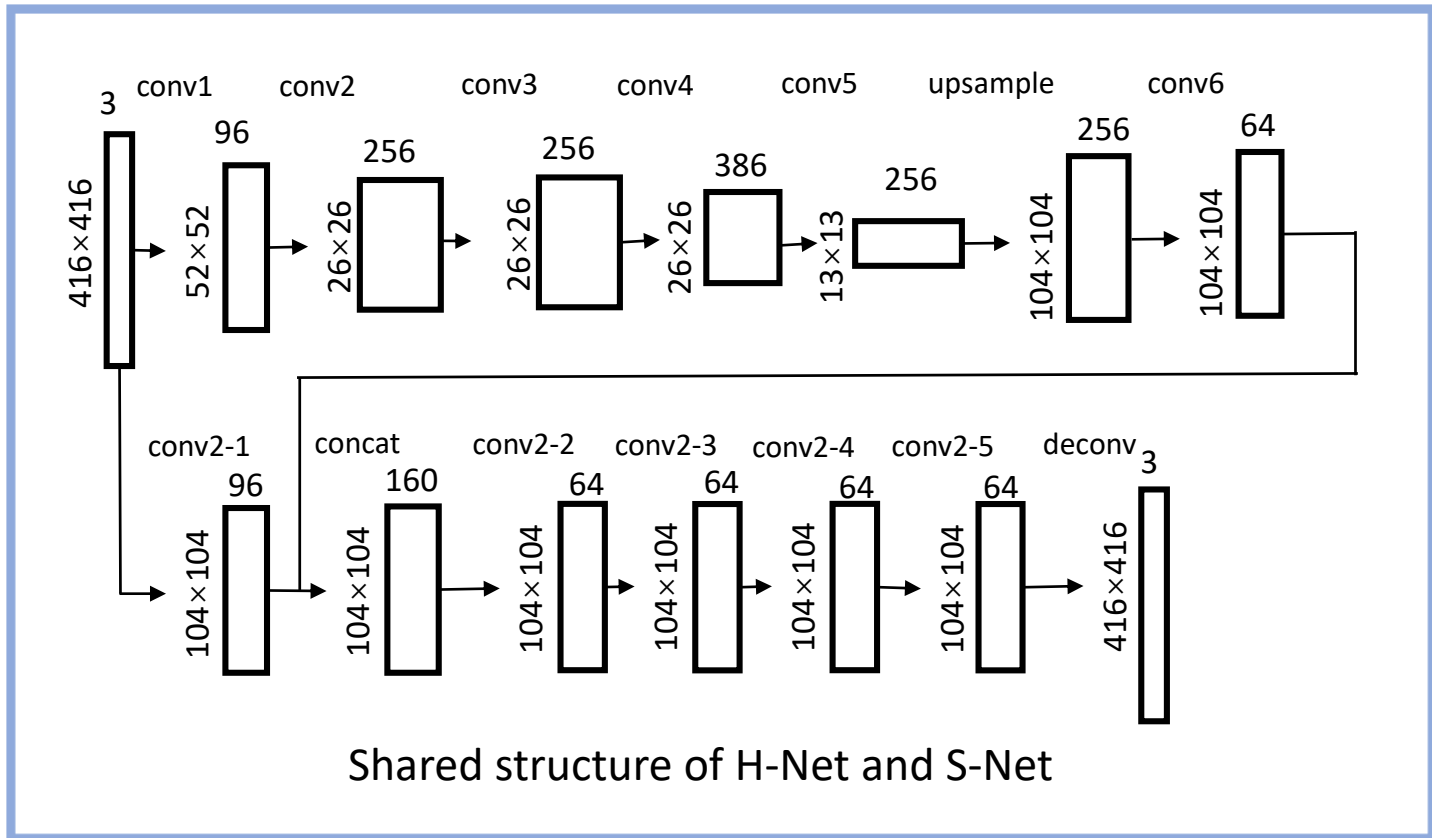 conv1 conv2 conv3 conv4 conv5 upsample conv6
3 96 256 256 386 256 256 64
416×416 52×52 26×26 26×26 26×26 13×13 104×104 104×104
conv2-1 concat conv2-2 conv2-3 conv2-4 conv2-5 deconv
96 160 64 64 64 64 3
104×104 104×104 104×104 104×104 104×104 104×104 416×416
Shared structure of H-Net and S-Net